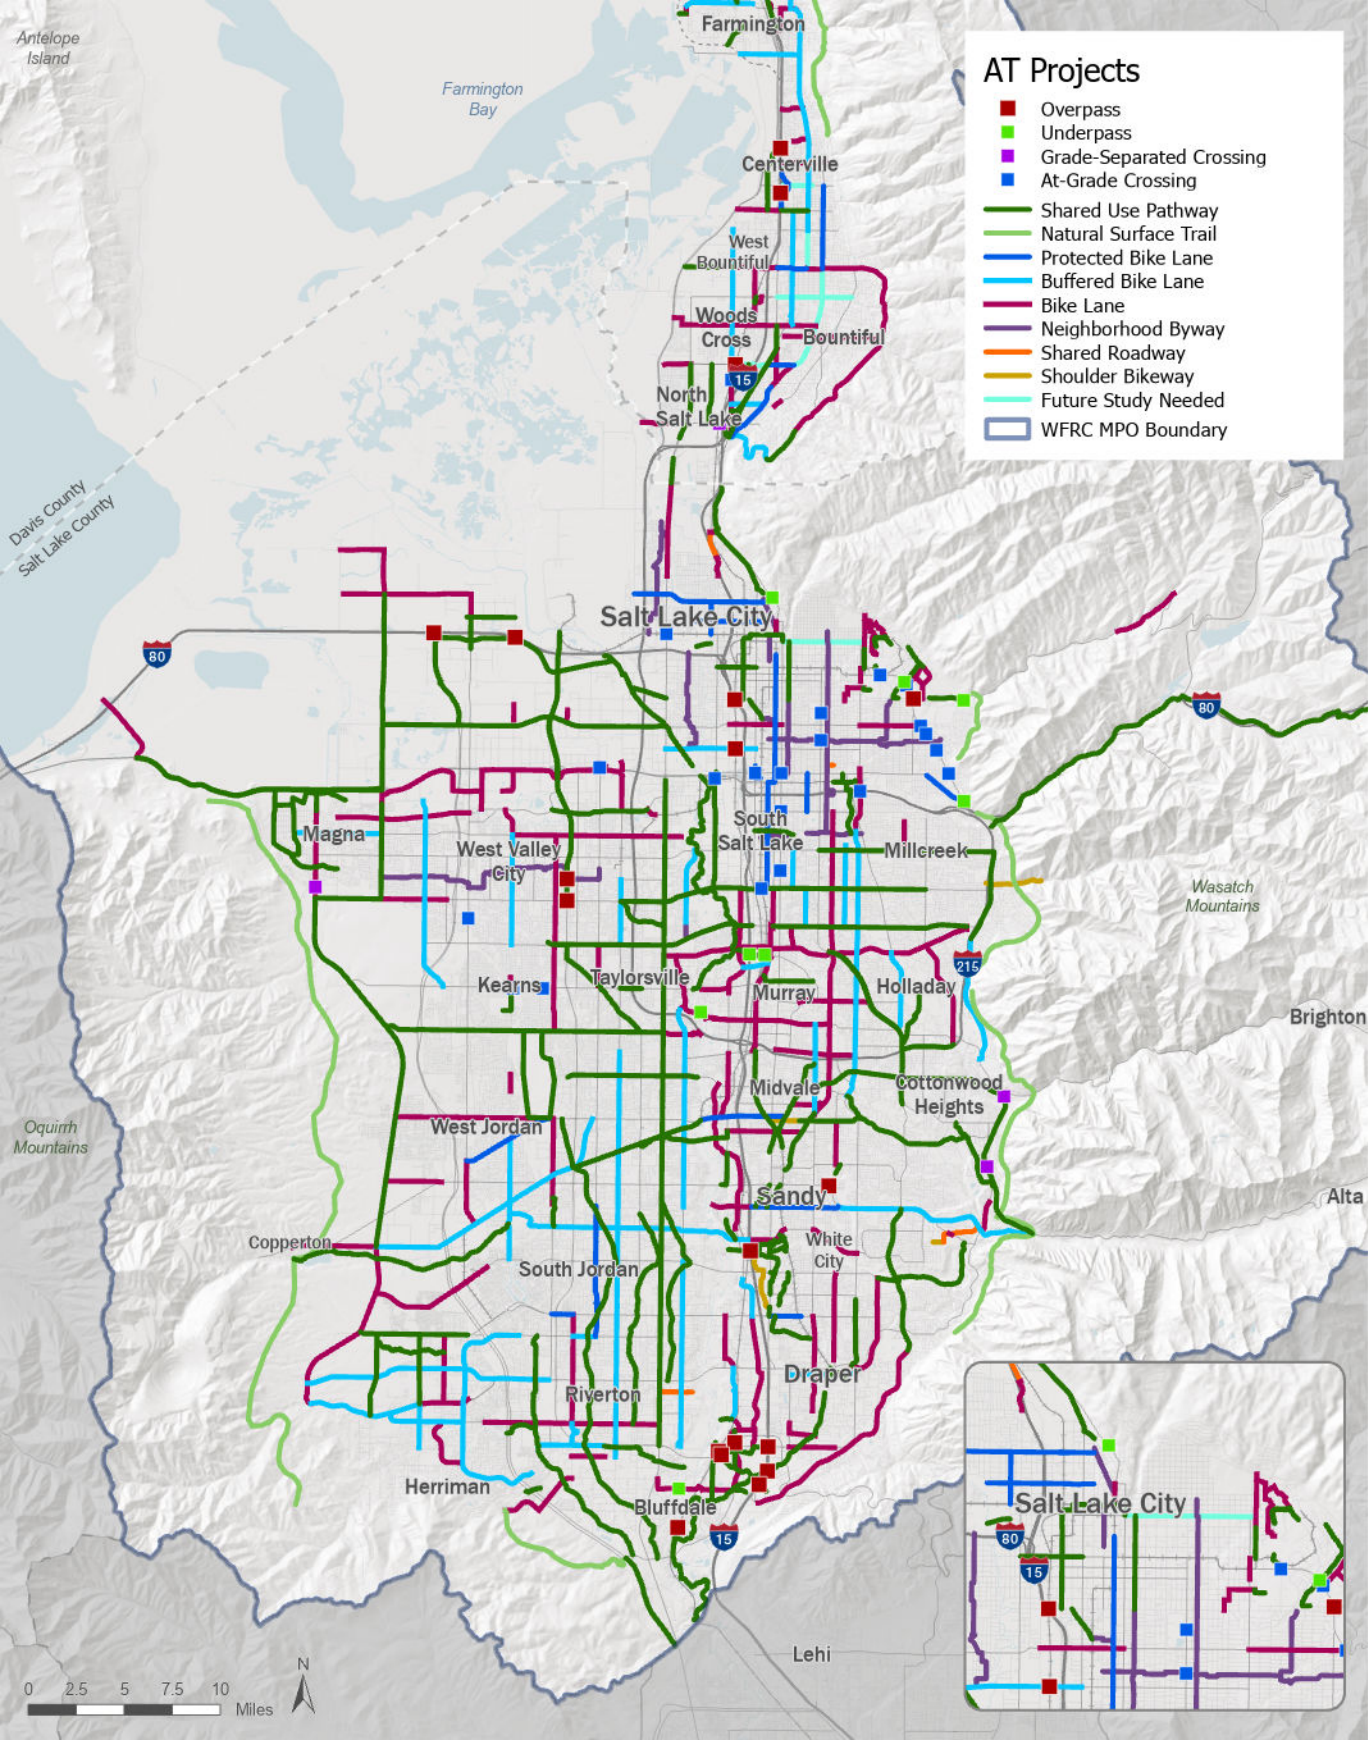 Farmington
Antelope
Island
Farmington
Bay
AT Projects
Overpass
Underpass
Grade-Separated Crossing
At-Grade Crossing
Shared Use Pathway
Natural Surface Trail
Protected Bike Lane
Buffered Bike Lane
Bike Lane
Neighborhood Byway
Shared Roadway
Shoulder Bikeway
Future Study Needed
WFRC MPO Boundary
Centerville
West
Bountiful
Woods
Cross
Bountiful
15
North
Salt Lake
Davis County
Salt Lake County
Salt Lake City
80
80
Magna
West Valley
City
South
Salt Lake
Millcreek
Wasatch
Mountains
215
Kearns
Taylorsville
Murray
Holladay
Brighton
Midvale
Cottonwood
Heights
Oquirrh
Mountains
West Jordan
Sandy
Alta
Copperton
White
City
South Jordan
Draper
Riverton
Herriman
Bluffdale
15
Salt Lake City
80
15
Lehi
N
0 2.5 5 7.5 10
Miles